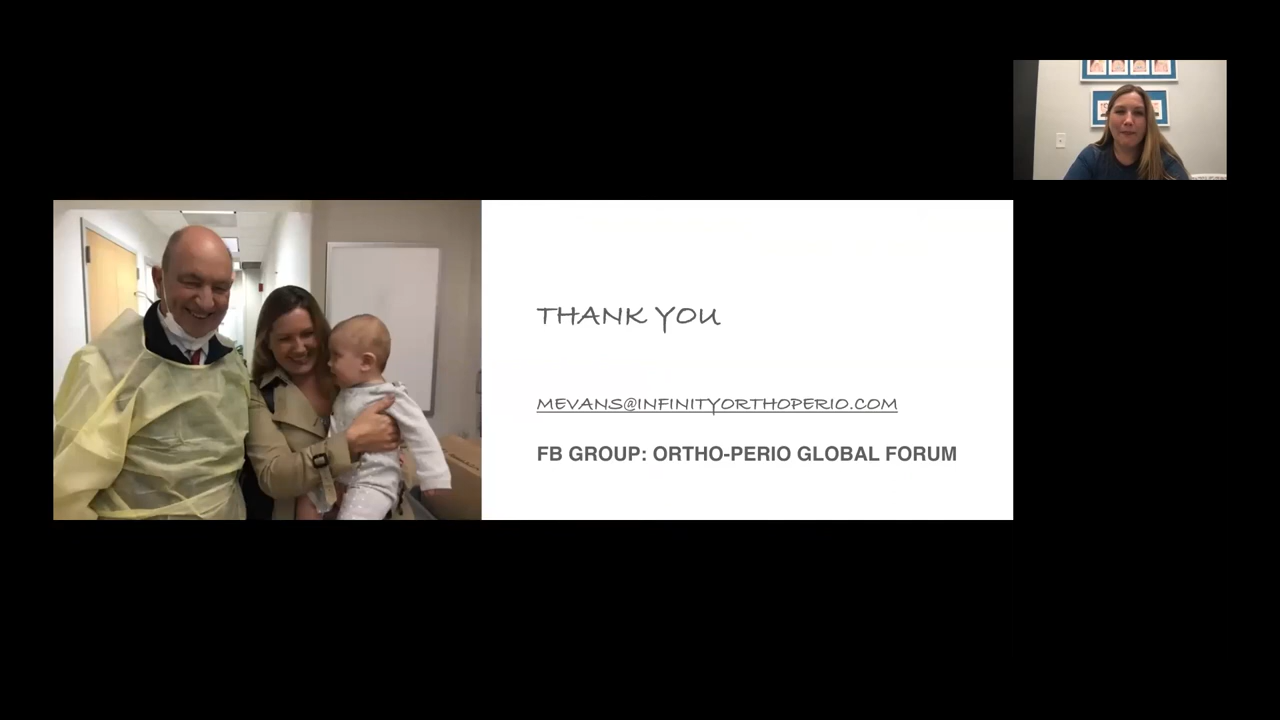 THANK YOU
MEVANS@INFINITYORTHOPERIO.COM
FB GROUP: ORTHO-PERIO GLOBAL FORUM